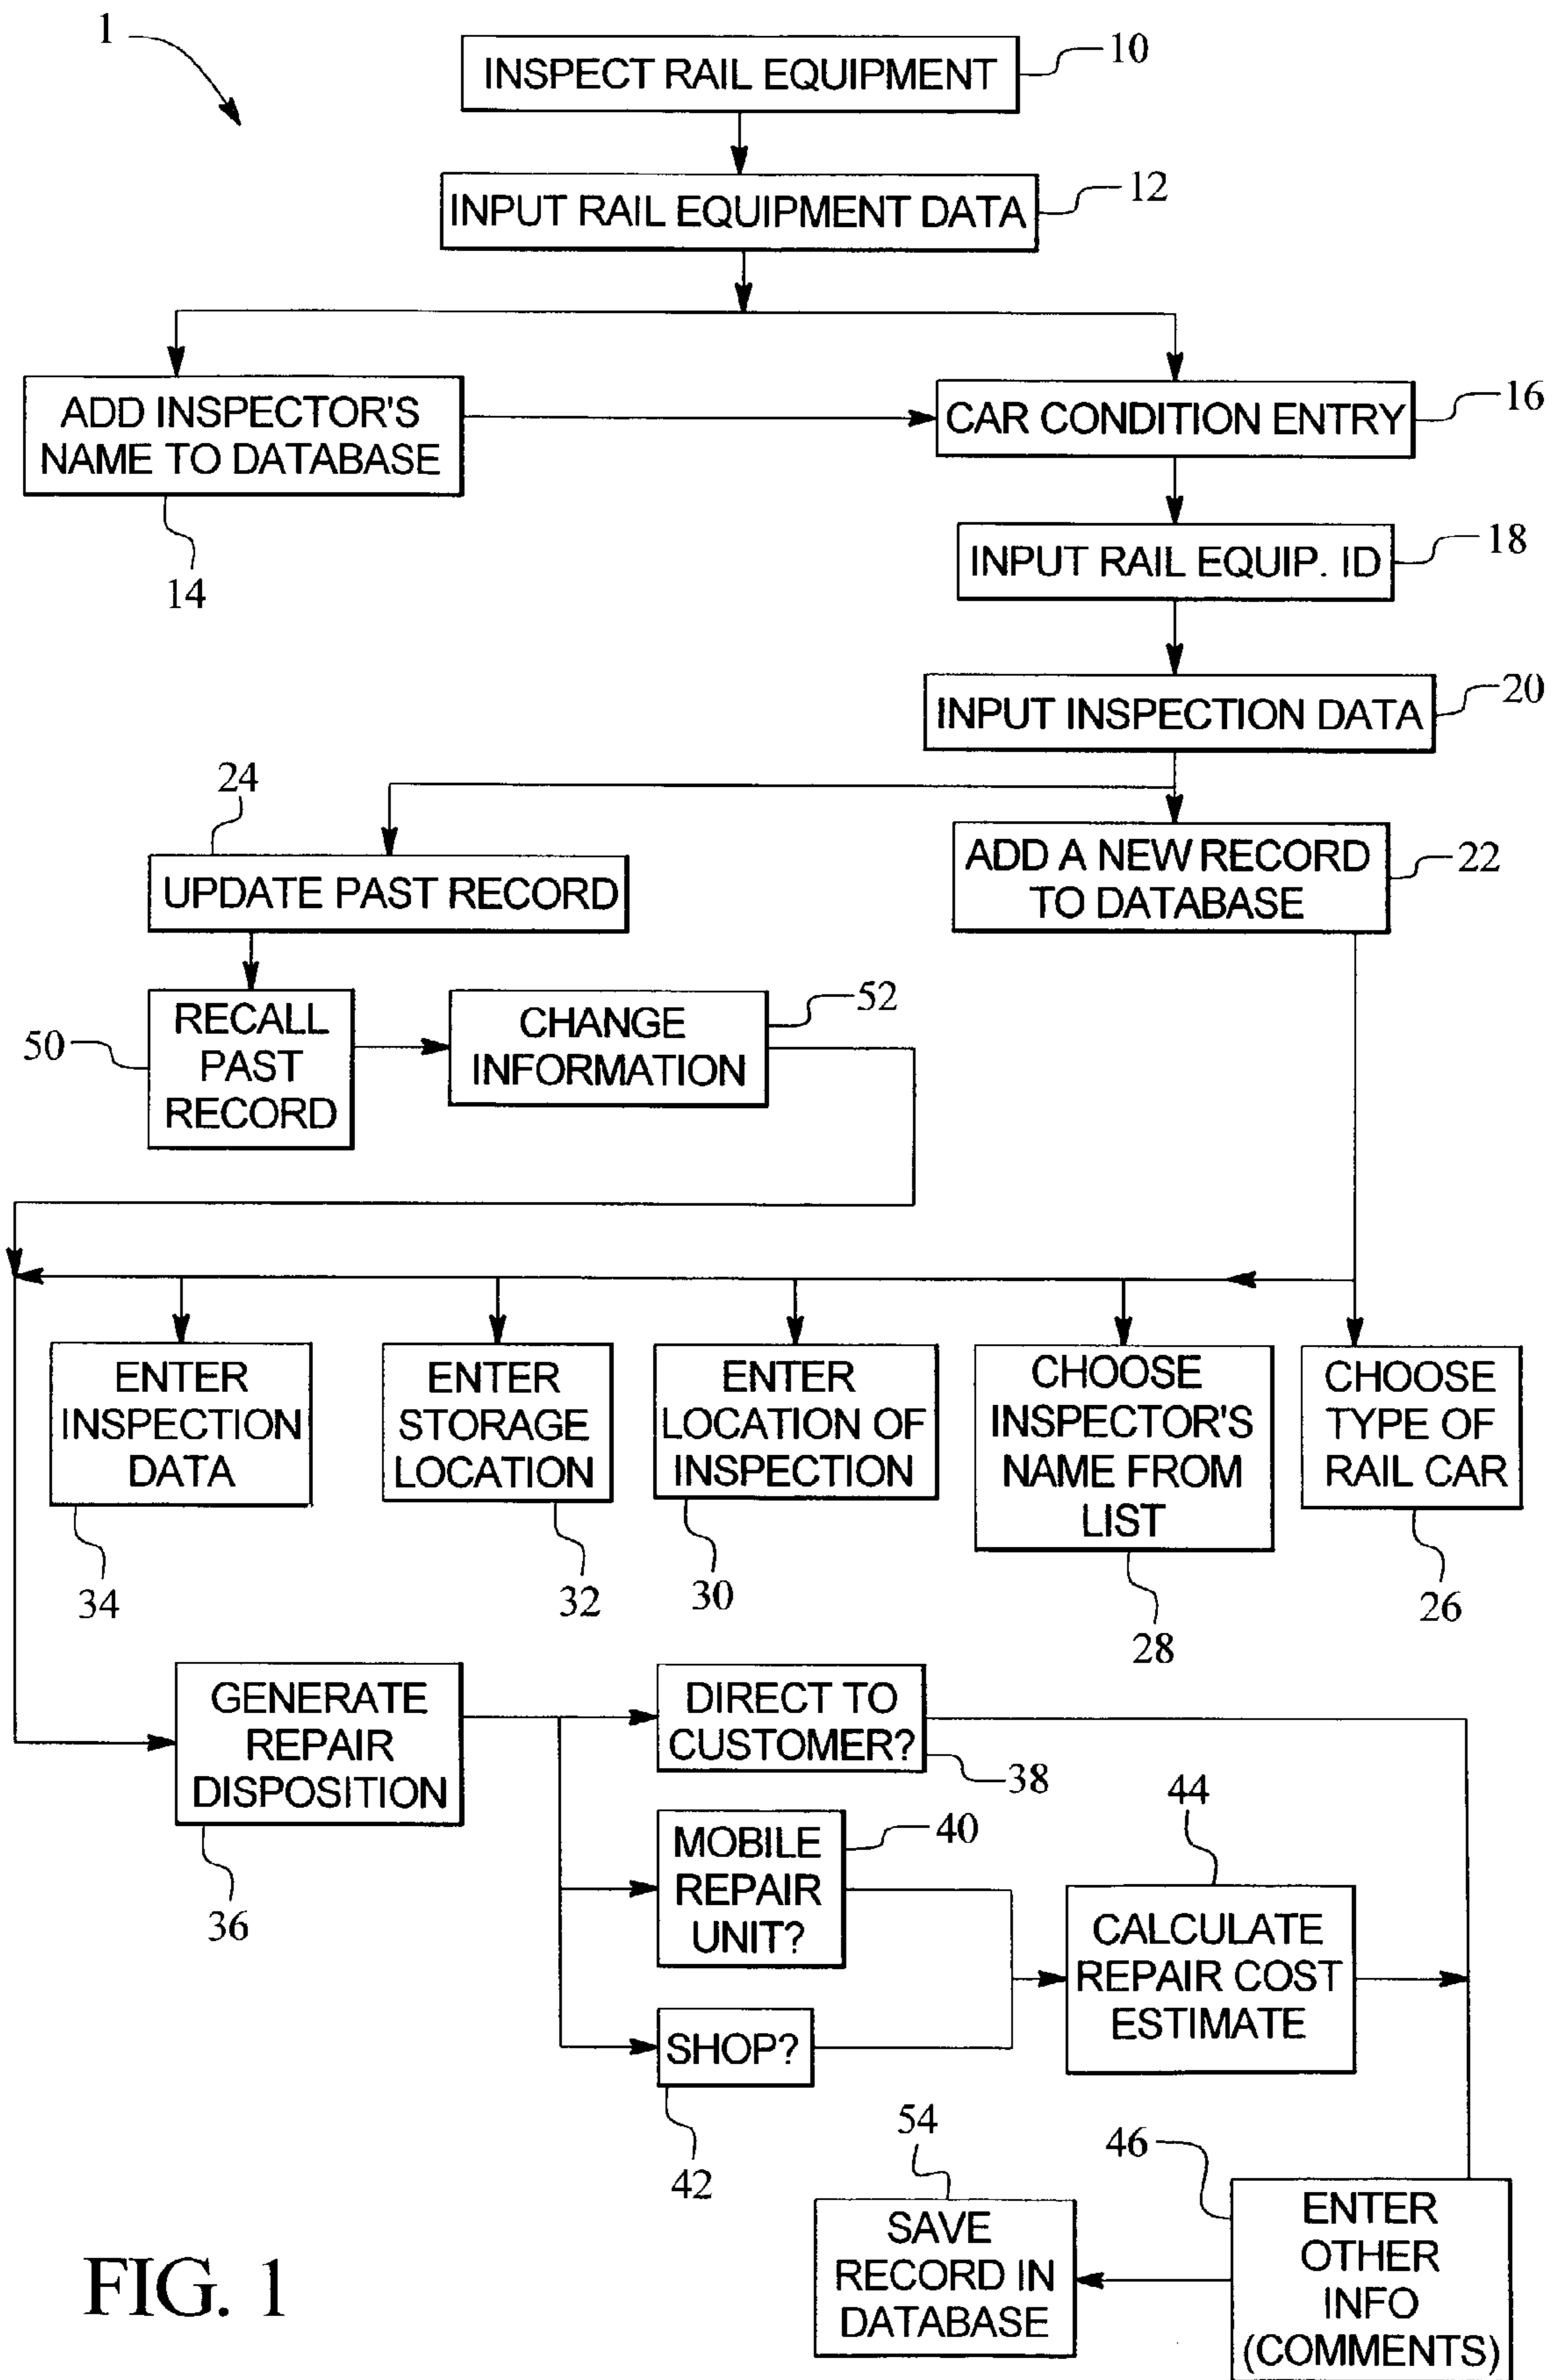 1
INSPECT RAIL EQUIPMENT
10
INPUT RAIL EQUIPMENT DATA
12
ADD INSPECTOR'S
NAME TO DATABASE
14
CAR CONDITION ENTRY
16
INPUT RAIL EQUIP. ID
18
INPUT INSPECTION DATA
20
24
UPDATE PAST RECORD
ADD A NEW RECORD
TO DATABASE
22
50
RECALL
PAST
RECORD
CHANGE
INFORMATION
52
ENTER
INSPECTION
DATA
34
ENTER
STORAGE
LOCATION
32
ENTER
LOCATION OF
INSPECTION
30
CHOOSE
INSPECTOR'S
NAME FROM
LIST
28
CHOOSE
TYPE OF
RAIL CAR
26
GENERATE
REPAIR
DISPOSITION
36
DIRECT TO
CUSTOMER?
38
MOBILE
REPAIR
UNIT?
40
SHOP?
42
44
CALCULATE
REPAIR COST
ESTIMATE
46
ENTER
OTHER
INFO
(COMMENTS)
54
SAVE
RECORD IN
DATABASE
FIG. 1